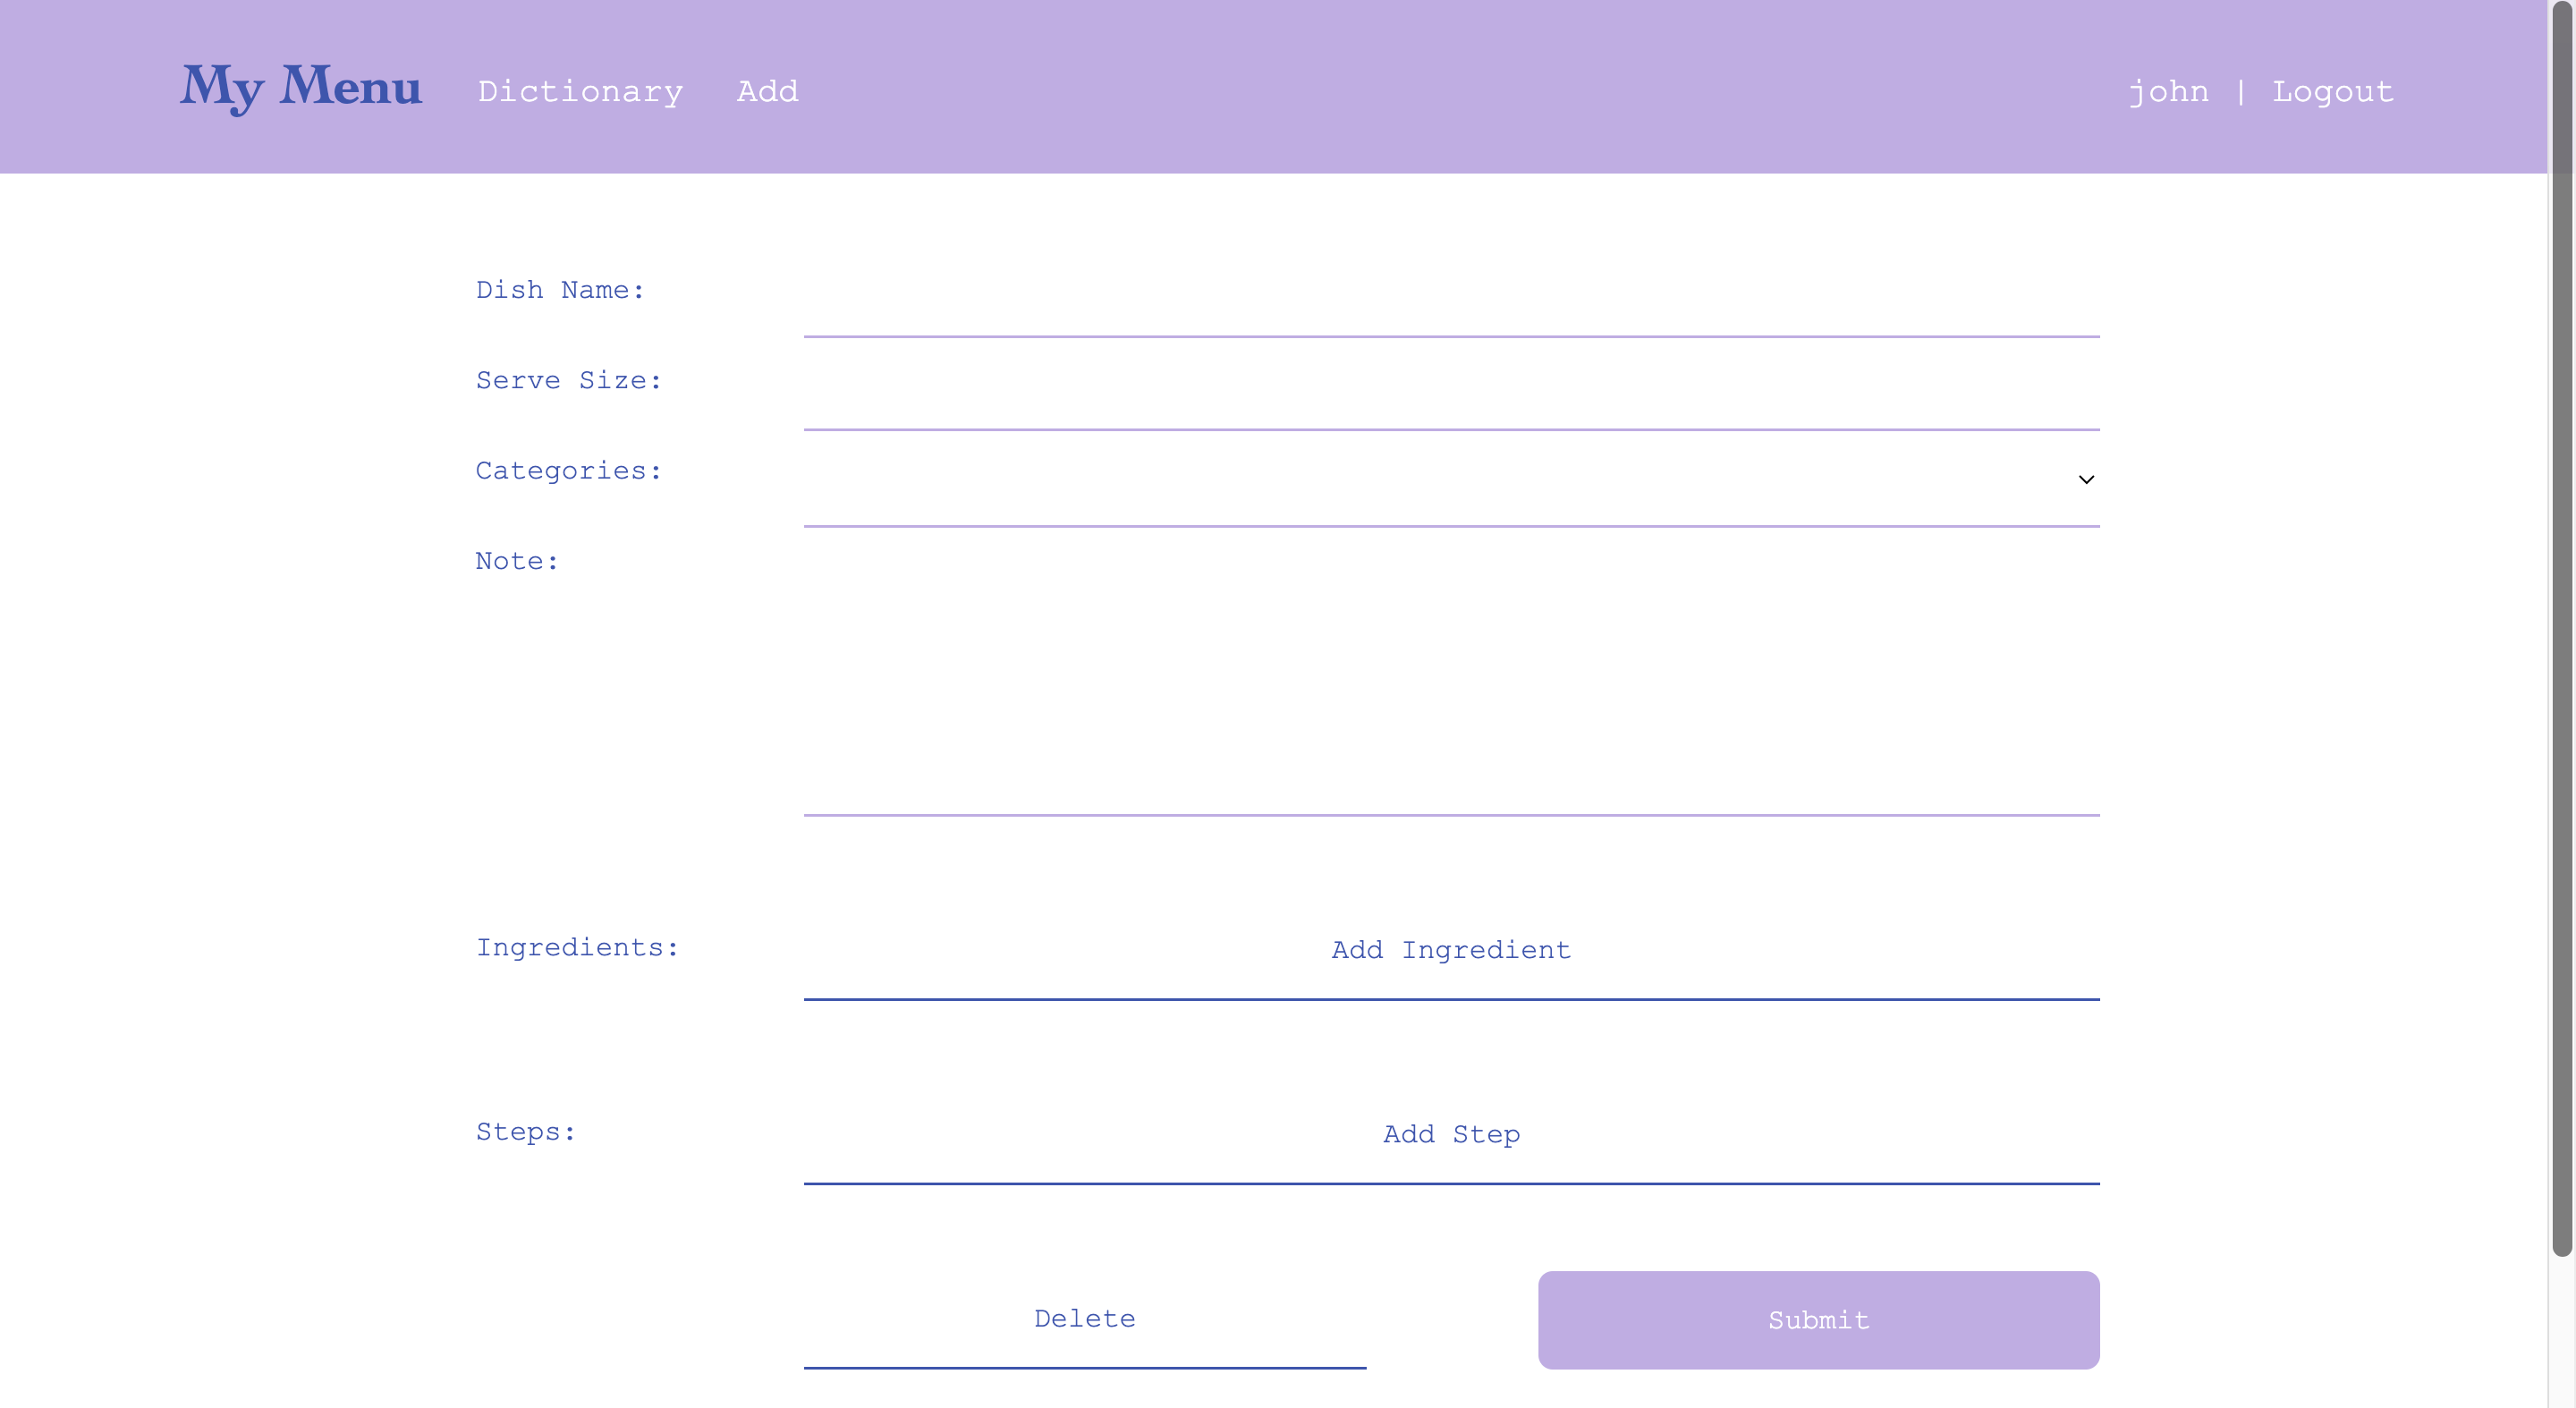 My Menu Dictionary Add john | Logout
Dish Name:
Serve Size:
Categories:
Note:
Ingredients: Add Ingredient
Steps: Add Step
Delete Submit